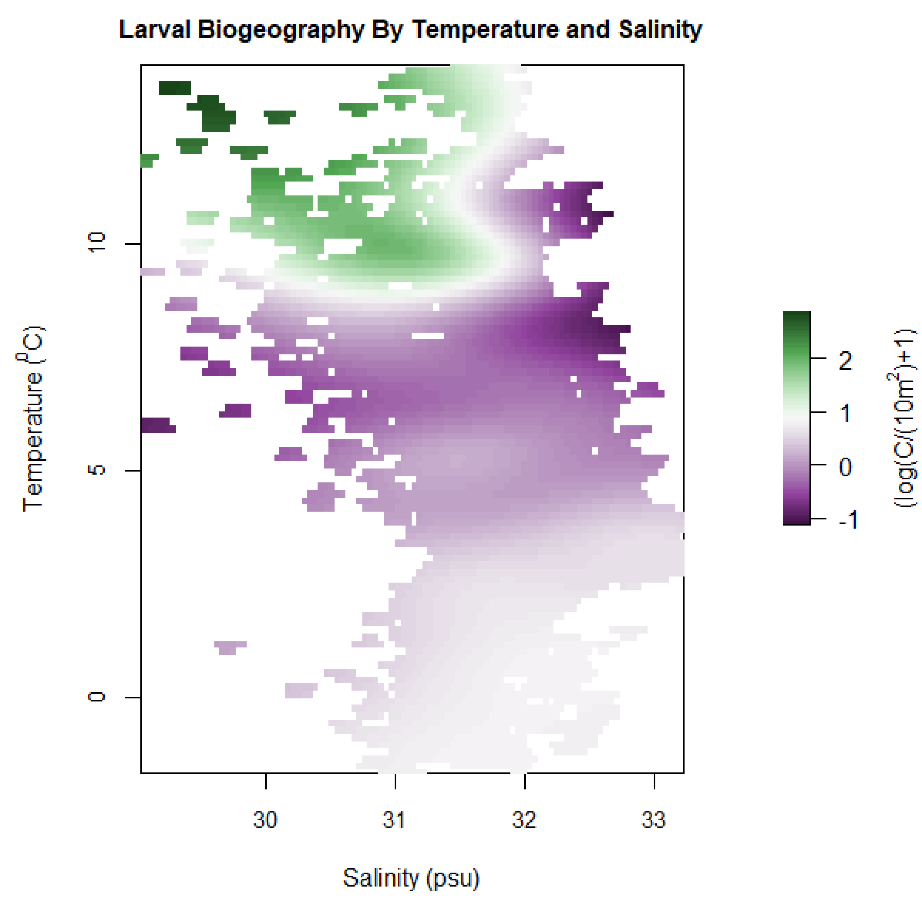 Larval Biogeography By Temperature and Salinity
10
5
0
Temperature (⁰C)
30 31 32 33
Salinity (psu)
2
1
0
-1
(log(C/(10m²)+1)